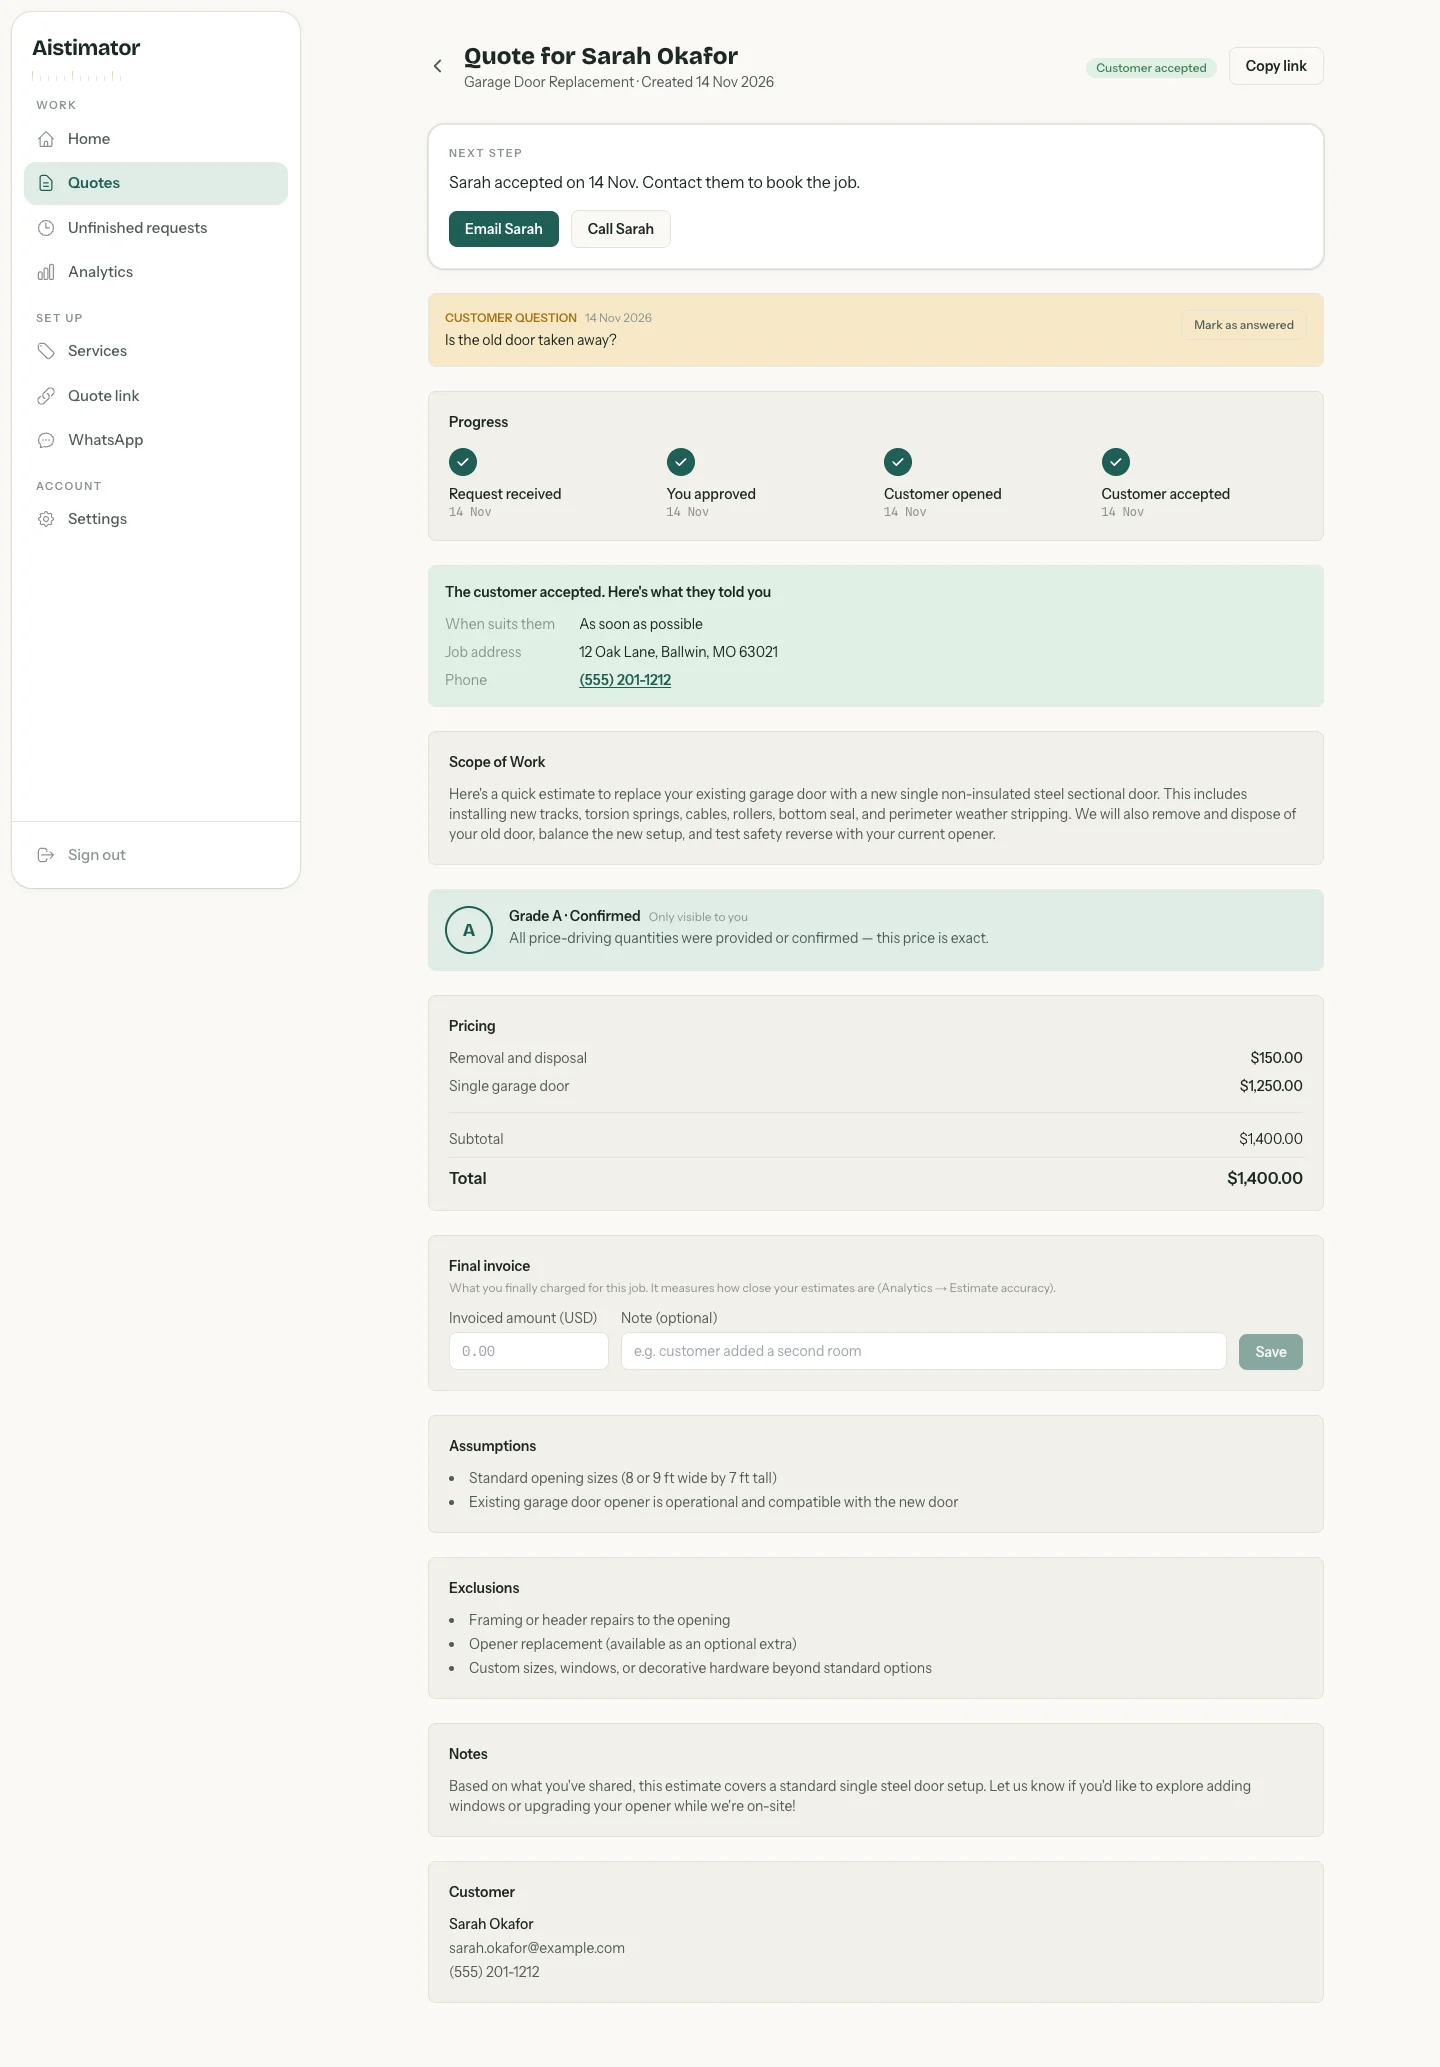 Aistimator
WORK
Home
Quotes
Unfinished requests
Analytics
SET UP
Services
Quote link
WhatsApp
ACCOUNT
Settings
Sign out
Quote for Sarah Okafor
Garage Door Replacement · Created 14 Nov 2026
Customer accepted
Copy link
NEXT STEP
Sarah accepted on 14 Nov. Contact them to book the job.
Email Sarah
Call Sarah
CUSTOMER QUESTION 14 Nov 2026
Is the old door taken away?
Mark as answered
Progress
Request received
14 Nov
You approved
14 Nov
Customer opened
14 Nov
Customer accepted
14 Nov
The customer accepted. Here's what they told you
When suits them As soon as possible
Job address 12 Oak Lane, Ballwin, MO 63021
Phone (555) 201-1212
Scope of Work
Here's a quick estimate to replace your existing garage door with a new single non-insulated steel sectional door. This includes
installing new tracks, torsion springs, cables, rollers, bottom seal, and perimeter weather stripping. We will also remove and dispose of
your old door, balance the new setup, and test safety reverse with your current opener.
A
Grade A · Confirmed Only visible to you
All price-driving quantities were provided or confirmed — this price is exact.
Pricing
Removal and disposal $150.00
Single garage door $1,250.00
Subtotal $1,400.00
Total $1,400.00
Final invoice
What you finally charged for this job. It measures how close your estimates are (Analytics → Estimate accuracy).
Invoiced amount (USD) Note (optional)
0.00 e.g. customer added a second room Save
Assumptions
• Standard opening sizes (8 or 9 ft wide by 7 ft tall)
• Existing garage door opener is operational and compatible with the new door
Exclusions
• Framing or header repairs to the opening
• Opener replacement (available as an optional extra)
• Custom sizes, windows, or decorative hardware beyond standard options
Notes
Based on what you've shared, this estimate covers a standard single steel door setup. Let us know if you'd like to explore adding
windows or upgrading your opener while we're on-site!
Customer
Sarah Okafor
sarah.okafor@example.com
(555) 201-1212